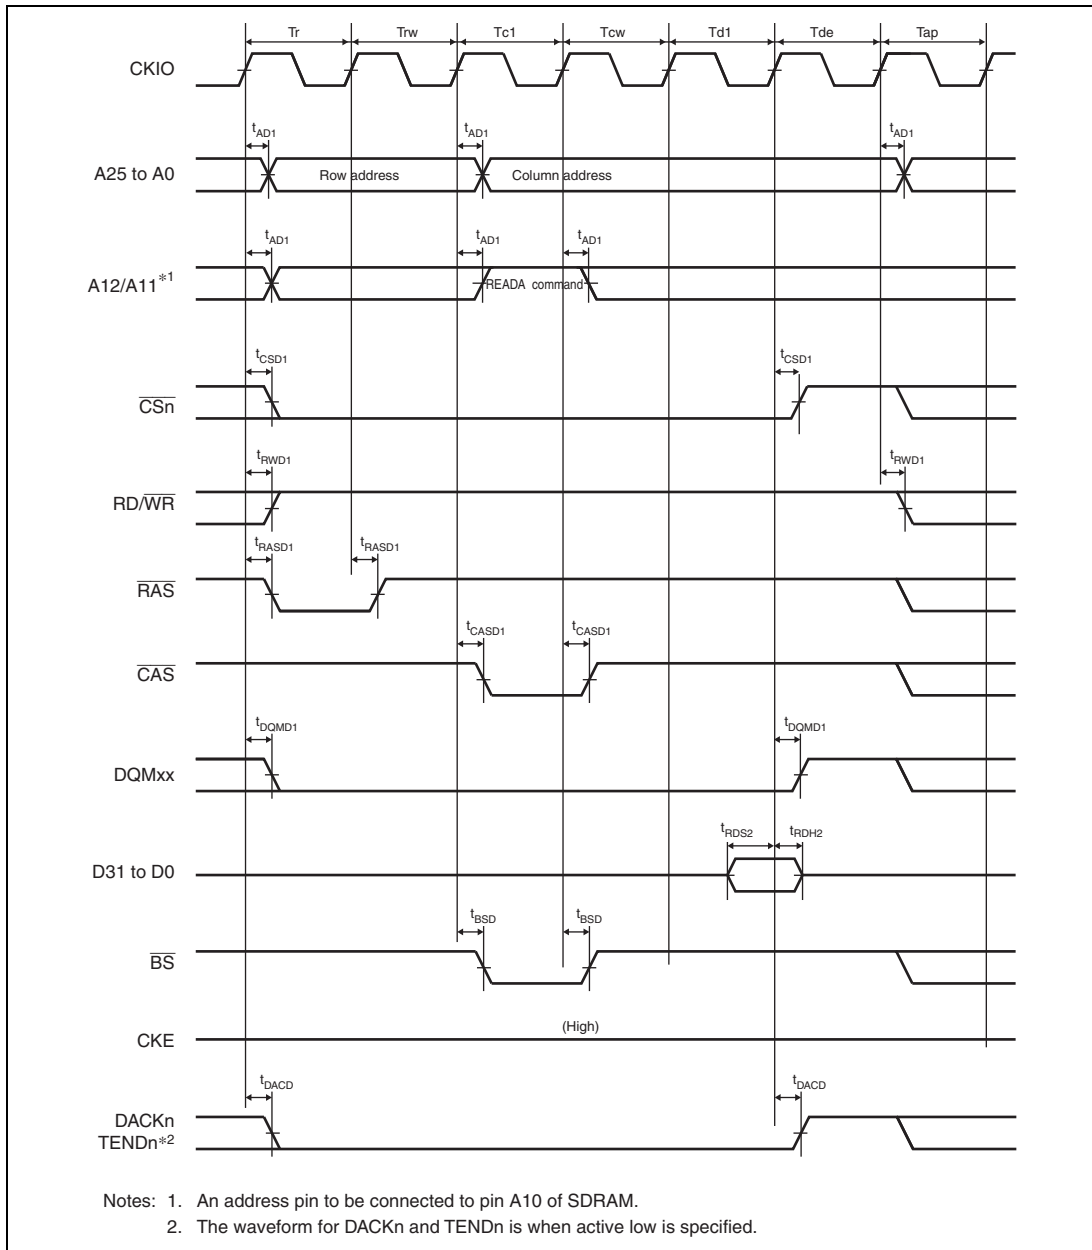 Tr Trw Tc1 Tcw Td1 Tde Tap
CKIO
tAD1 tAD1 tAD1
A25 to A0 Row address Column address
tAD1 tAD1 tAD1
A12/A11*1 READA command
tCSD1 tCSD1
CSn
tRWD1 tRWD1
RD/WR
tRASD1 tRASD1
RAS
tCASD1 tCASD1
CAS
tDQMD1 tDQMD1
DQMxx
tRDS2 tRDH2
D31 to D0
tBSD tBSD
BS
(High)
CKE
tDACD tDACD
DACKn
TENDn*2
Notes: 1. An address pin to be connected to pin A10 of SDRAM.
2. The waveform for DACKn and TENDn is when active low is specified.